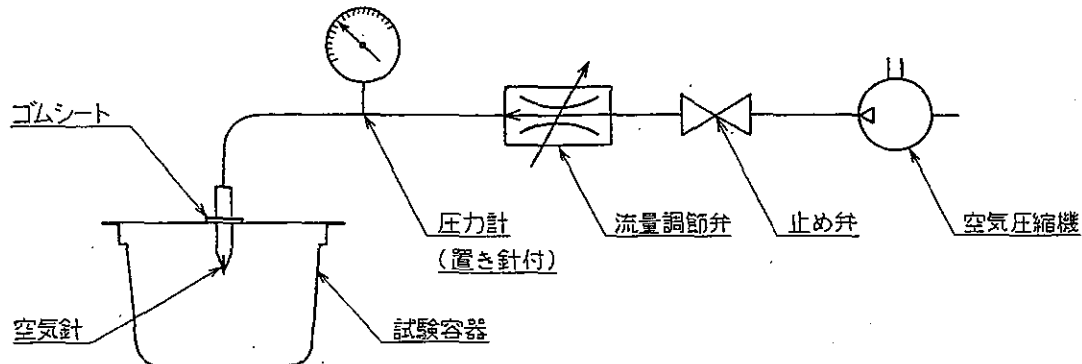 ゴムシート
圧力計
(置き針付)
流量調節弁
止め弁
空気圧縮機
空気針
試験容器